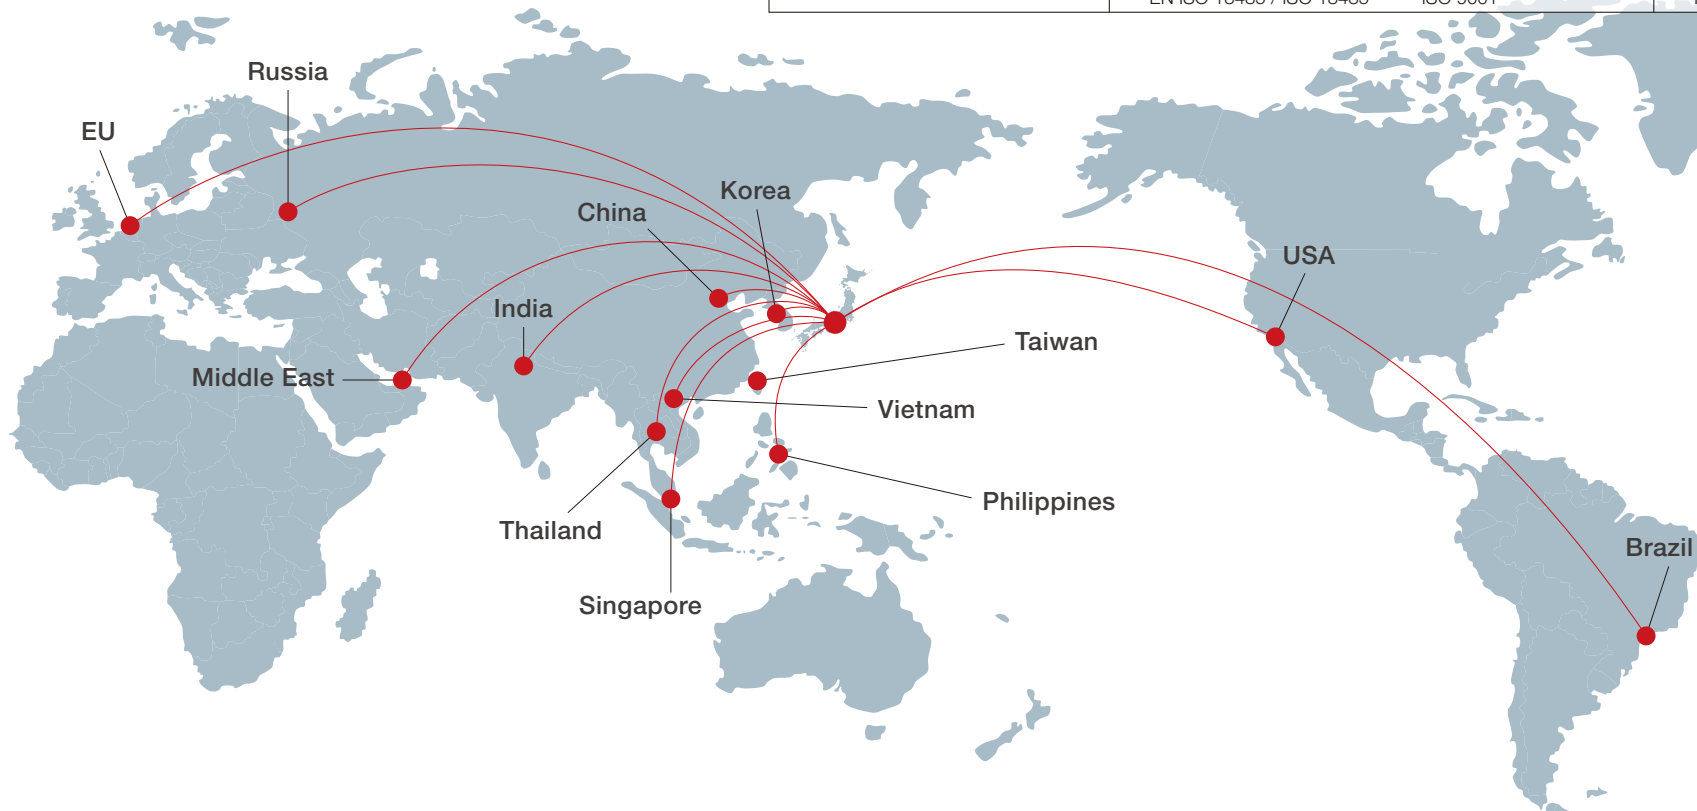 Russia
EU
Korea
China
USA
India
Taiwan
Middle East
Vietnam
Philippines
Thailand
Brazil
Singapore